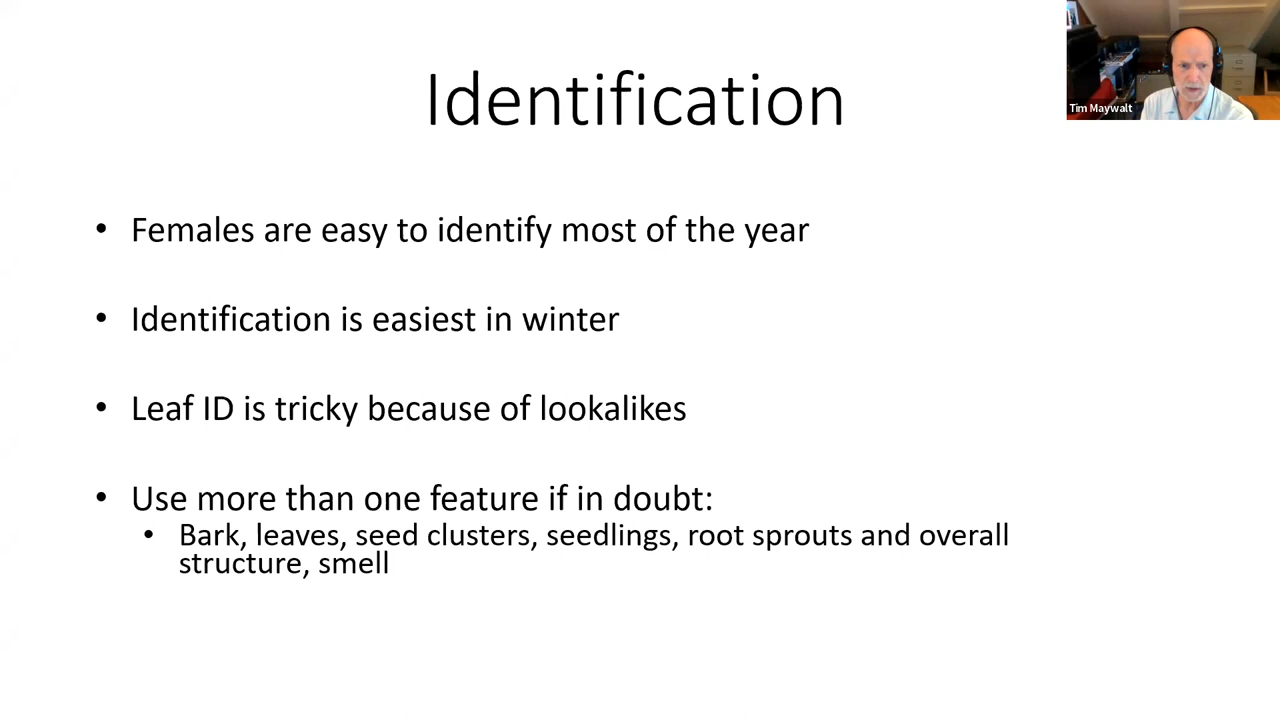 Identification
Tim Maywalt
• Females are easy to identify most of the year
• Identification is easiest in winter
• Leaf ID is tricky because of lookalikes
• Use more than one feature if in doubt:
• Bark, leaves, seed clusters, seedlings, root sprouts and overall
structure, smell